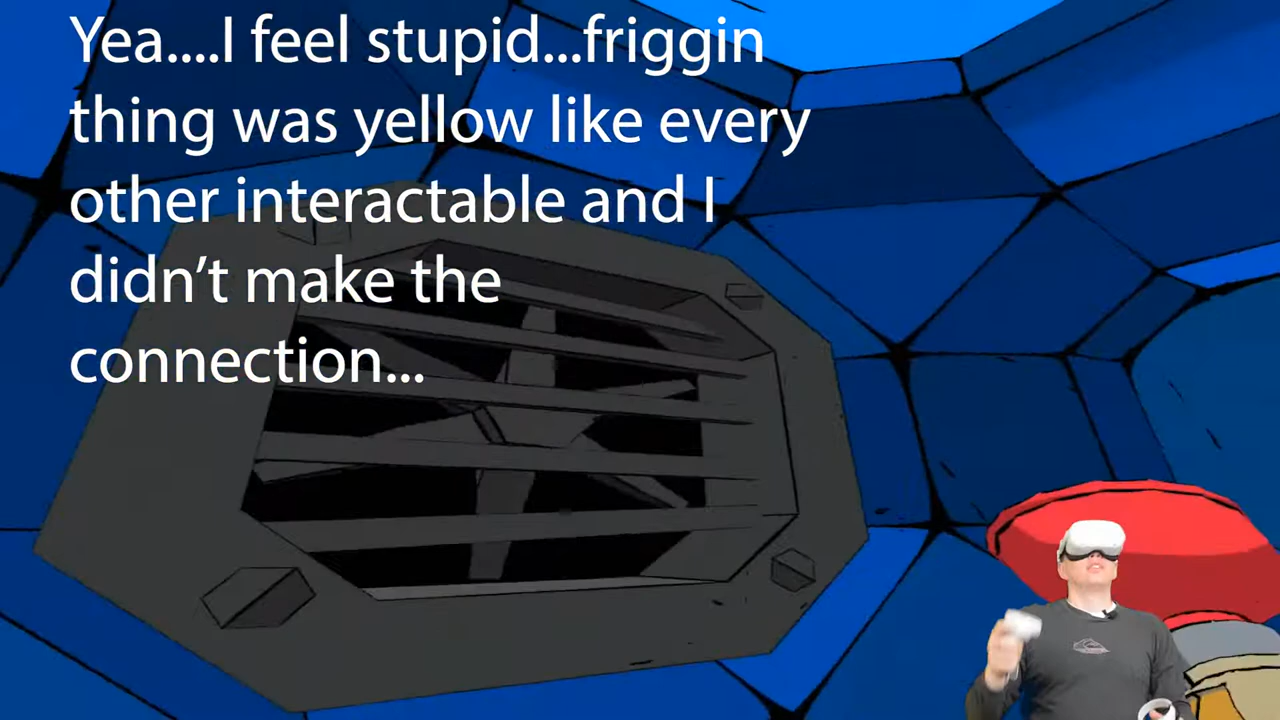 Yea....I feel stupid...friggin
thing was yellow like every
other interactable and I
didn’t make the
connection...